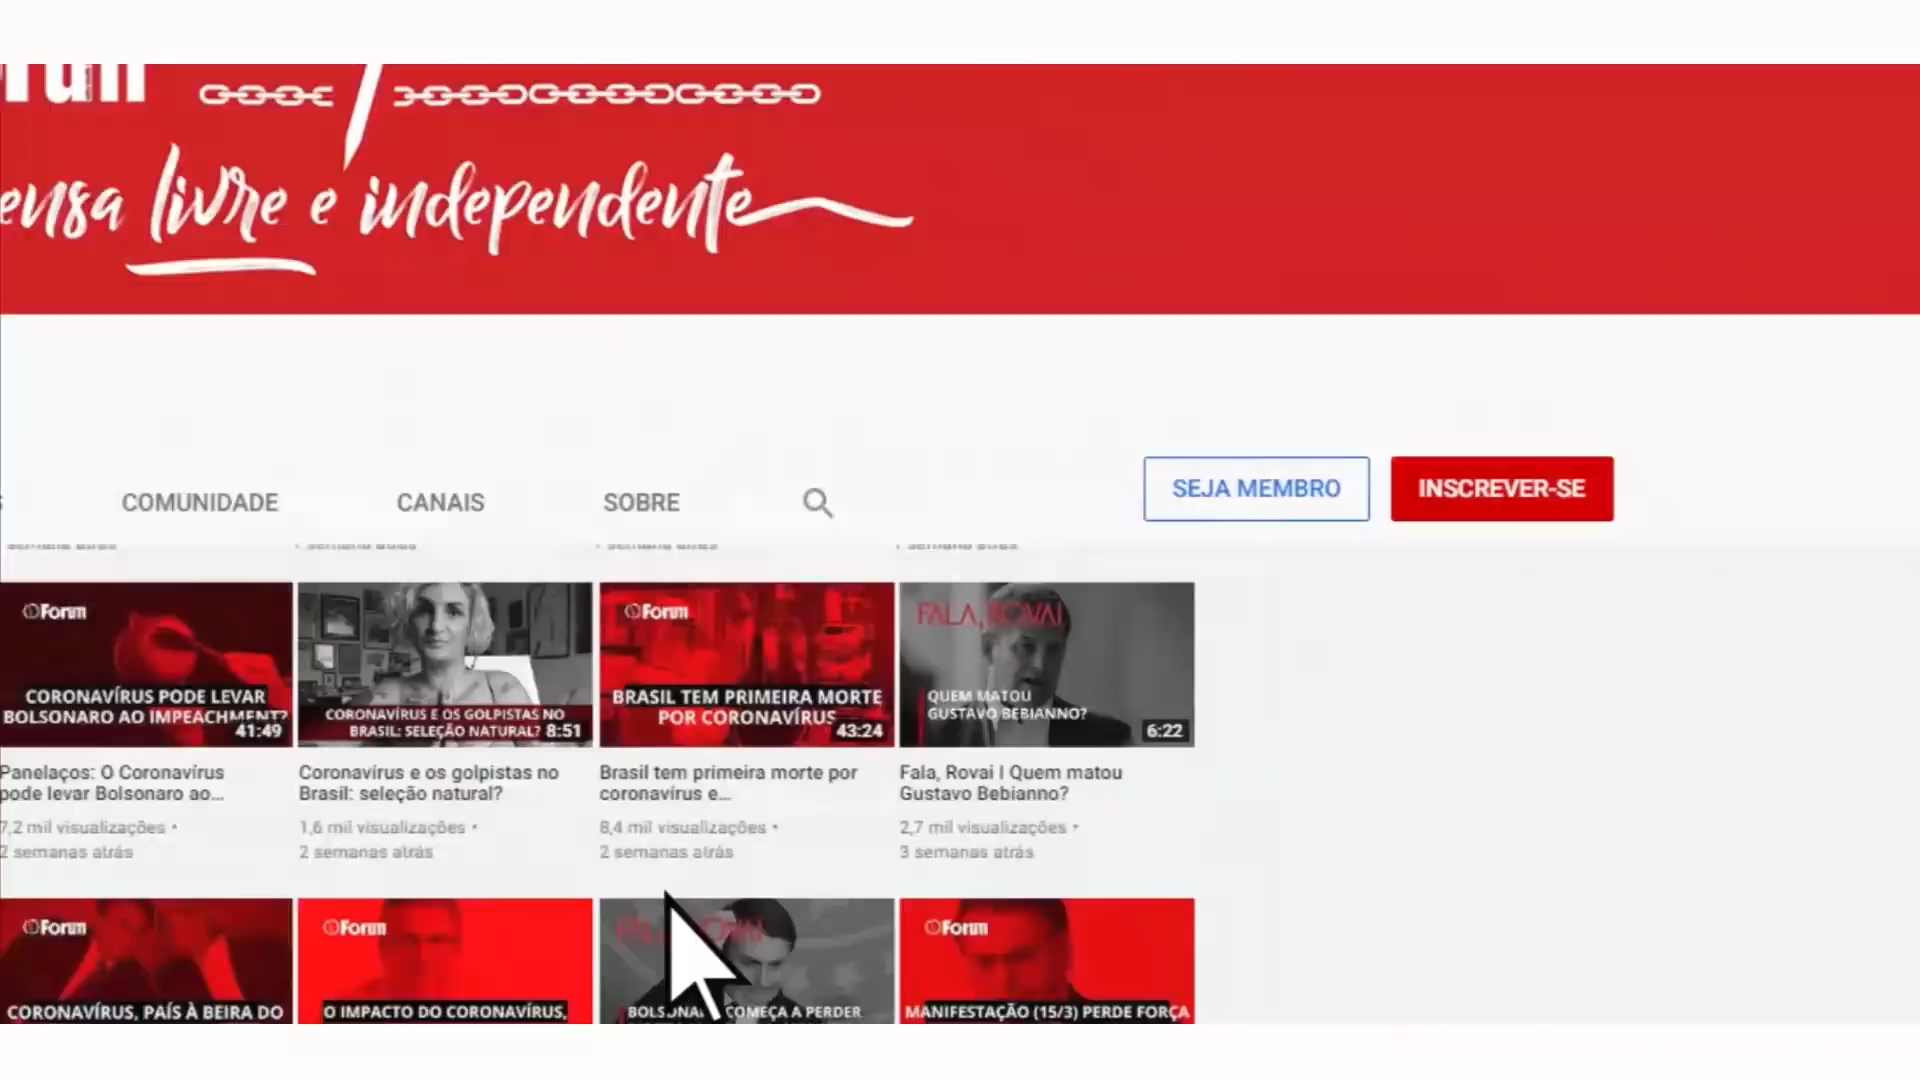 ensa livre e independente
COMUNIDADE CANAIS SOBRE SEJA MEMBRO INSCREVER-SE
Forum
CORONAVÍRUS PODE LEVAR
BOLSONARO AO IMPEACHMENT?
41:49
CORONAVÍRUS E OS GOLPISTAS NO
BRASIL: SELEÇÃO NATURAL? 8:51
Forum
BRASIL TEM PRIMEIRA MORTE
POR CORONAVÍRUS
43:24
FALA, ROVAI
QUEM MATOU
GUSTAVO BEBIANNO?
6:22
Panelaços: O Coronavírus
pode levar Bolsonaro ao...
7,2 mil visualizações •
2 semanas atrás
Coronavírus e os golpistas no
Brasil: seleção natural?
1,6 mil visualizações •
2 semanas atrás
Brasil tem primeira morte por
coronavírus e...
8,4 mil visualizações •
2 semanas atrás
Fala, Rovai I Quem matou
Gustavo Bebianno?
2,7 mil visualizações •
3 semanas atrás
Forum
CORONAVÍRUS, PAÍS À BEIRA DO
Forum
O IMPACTO DO CORONAVÍRUS,
COMEÇA A PERDER
Forum
MANIFESTAÇÃO (15/3) PERDE FORÇA